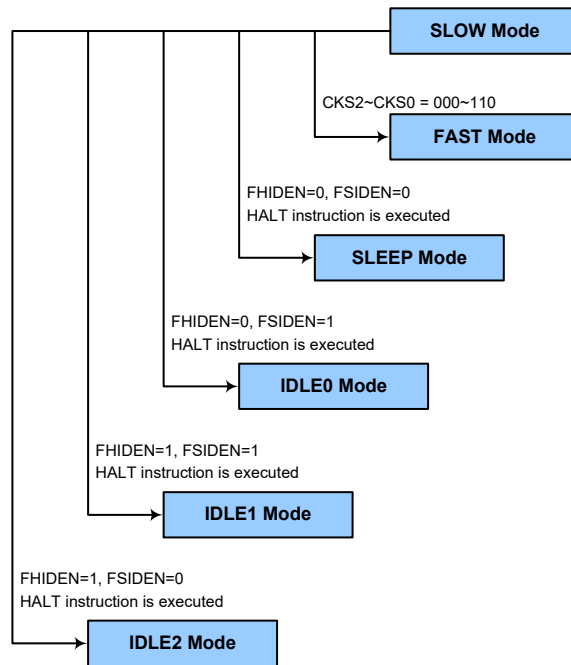 SLOW Mode
CKS2~CKS0 = 000~110
FAST Mode
FHIDEN=0, FSIDEN=0
HALT instruction is executed
SLEEP Mode
FHIDEN=0, FSIDEN=1
HALT instruction is executed
IDLE0 Mode
FHIDEN=1, FSIDEN=1
HALT instruction is executed
IDLE1 Mode
FHIDEN=1, FSIDEN=0
HALT instruction is executed
IDLE2 Mode